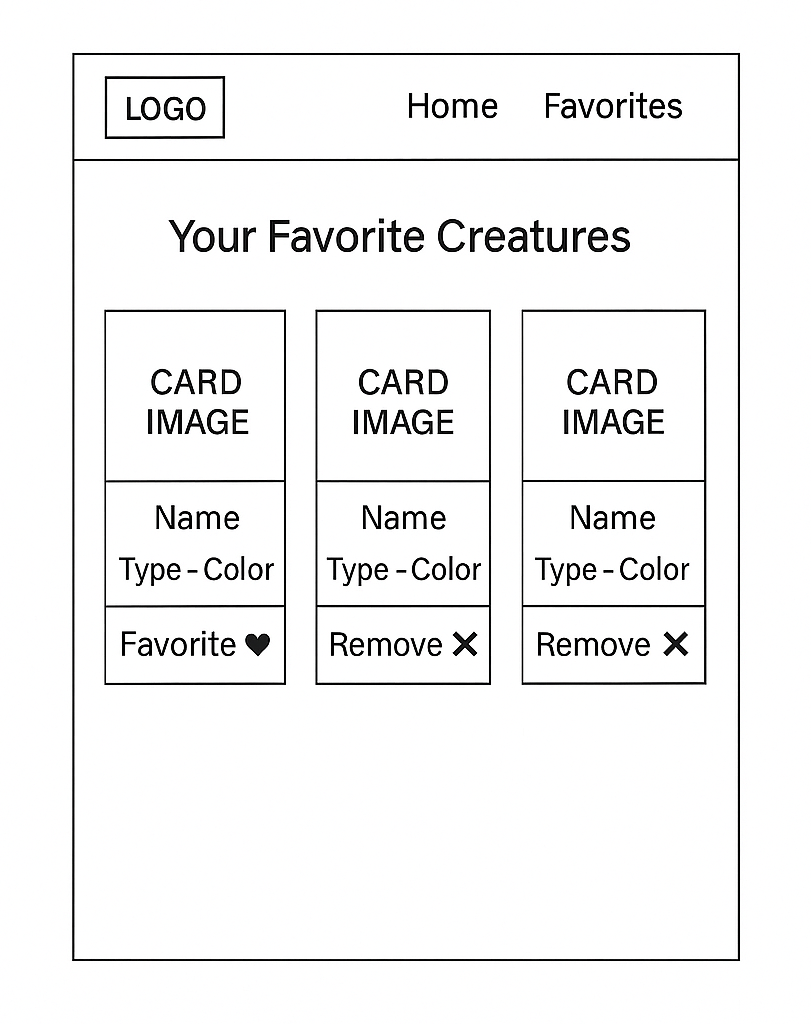 LOGO
Home
Favorites
Your Favorite Creatures
CARD
IMAGE
Name
Type - Color
Favorite ♥
CARD
IMAGE
Name
Type - Color
Remove ✕
CARD
IMAGE
Name
Type - Color
Remove ✕